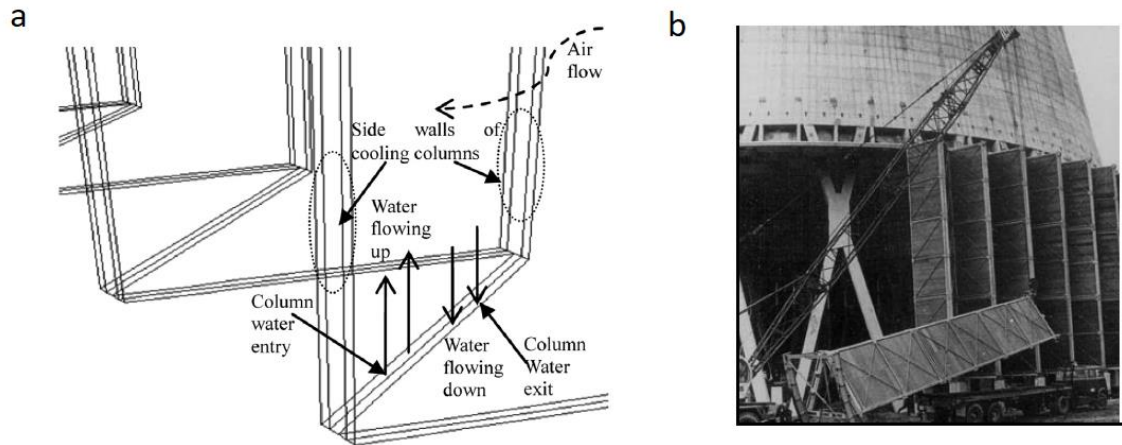 a
b
Air
flow
Side walls of
cooling columns
Water
flowing
up
Column
water
entry
Water
flowing
down
Column
Water
exit